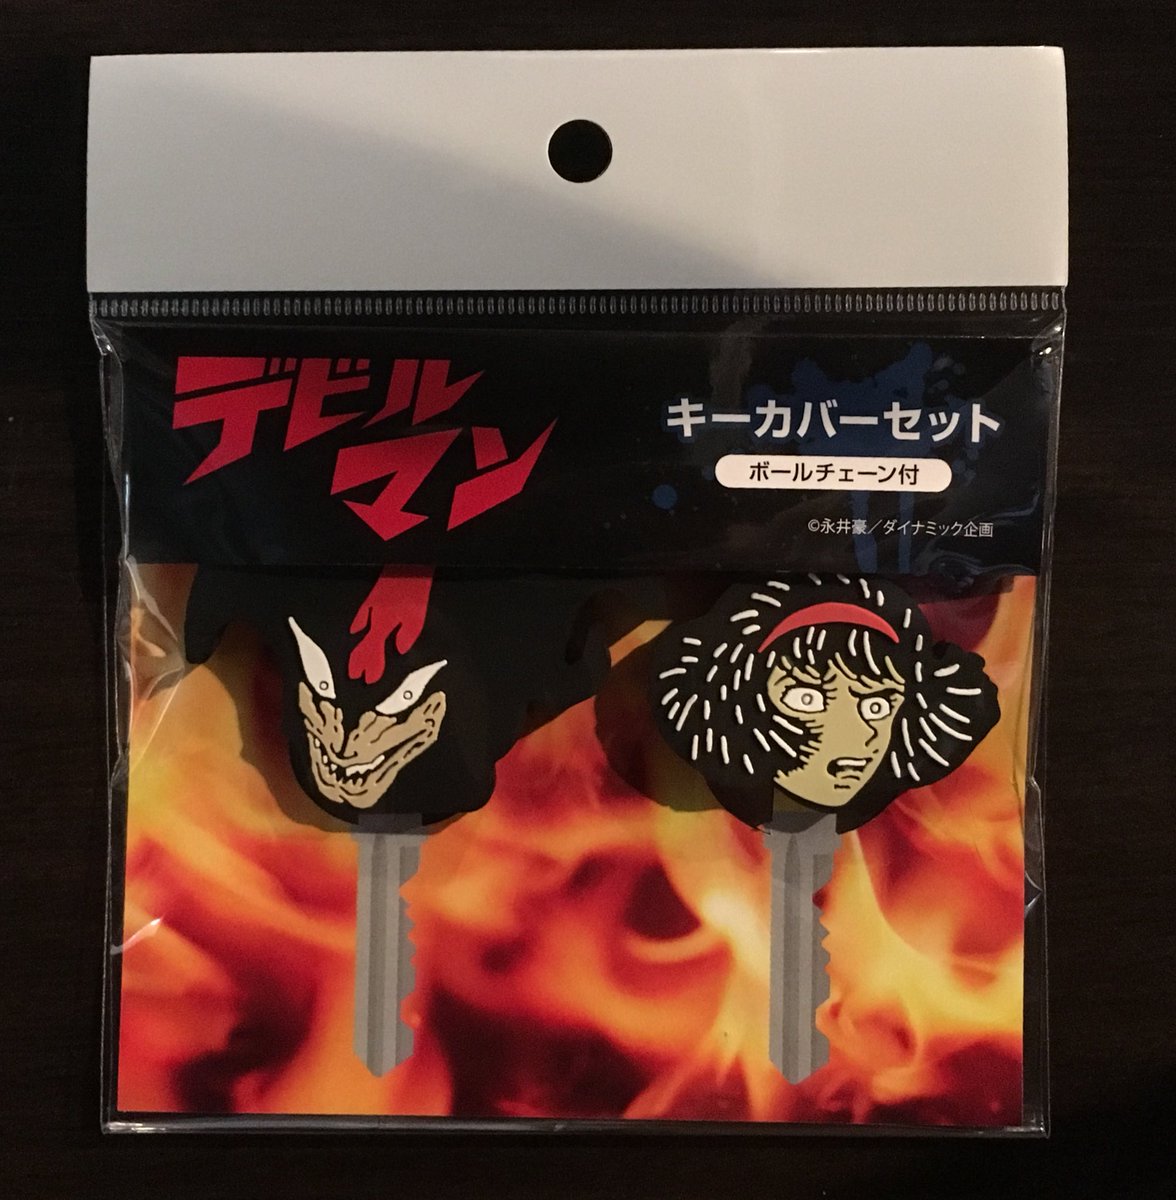 デビル
マン
キーカバーセット
ボールチェーン付
©永井豪／ダイナミック企画